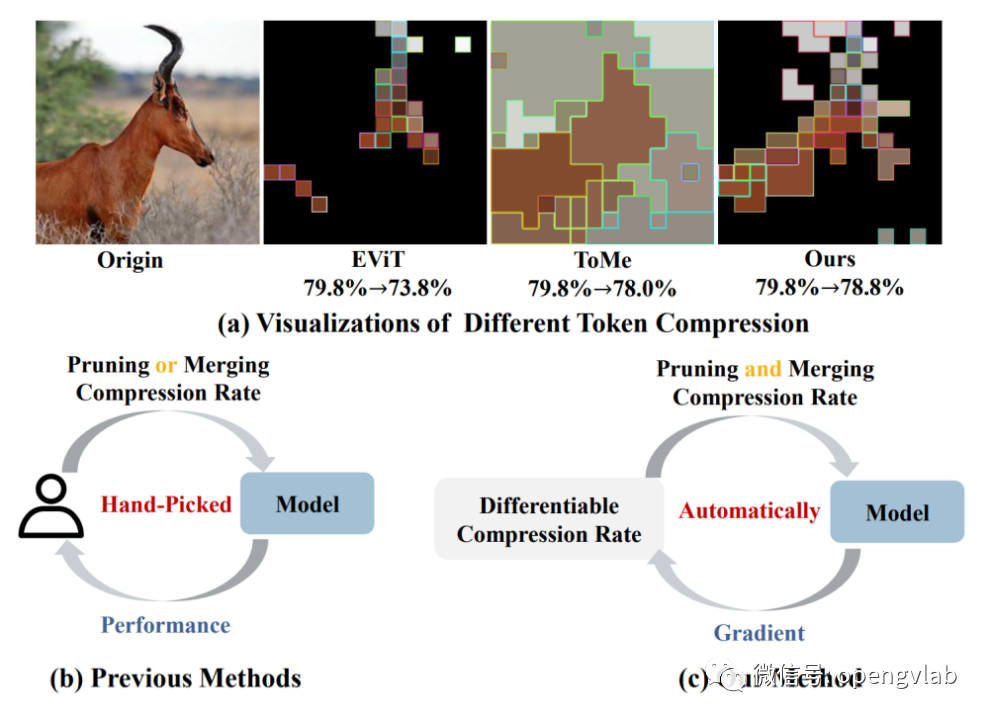 Origin
EViT
ToMe
Ours
79.8%→73.8%
79.8%→78.0%
79.8%→78.8%
(a) Visualizations of Different Token Compression
Pruning or Merging
Compression Rate
Hand-Picked
Model
Performance
(b) Previous Methods
Pruning and Merging
Compression Rate
Differentiable
Compression Rate
Automatically
Model
Gradient
(c) Our Method
微信号: opengvlab